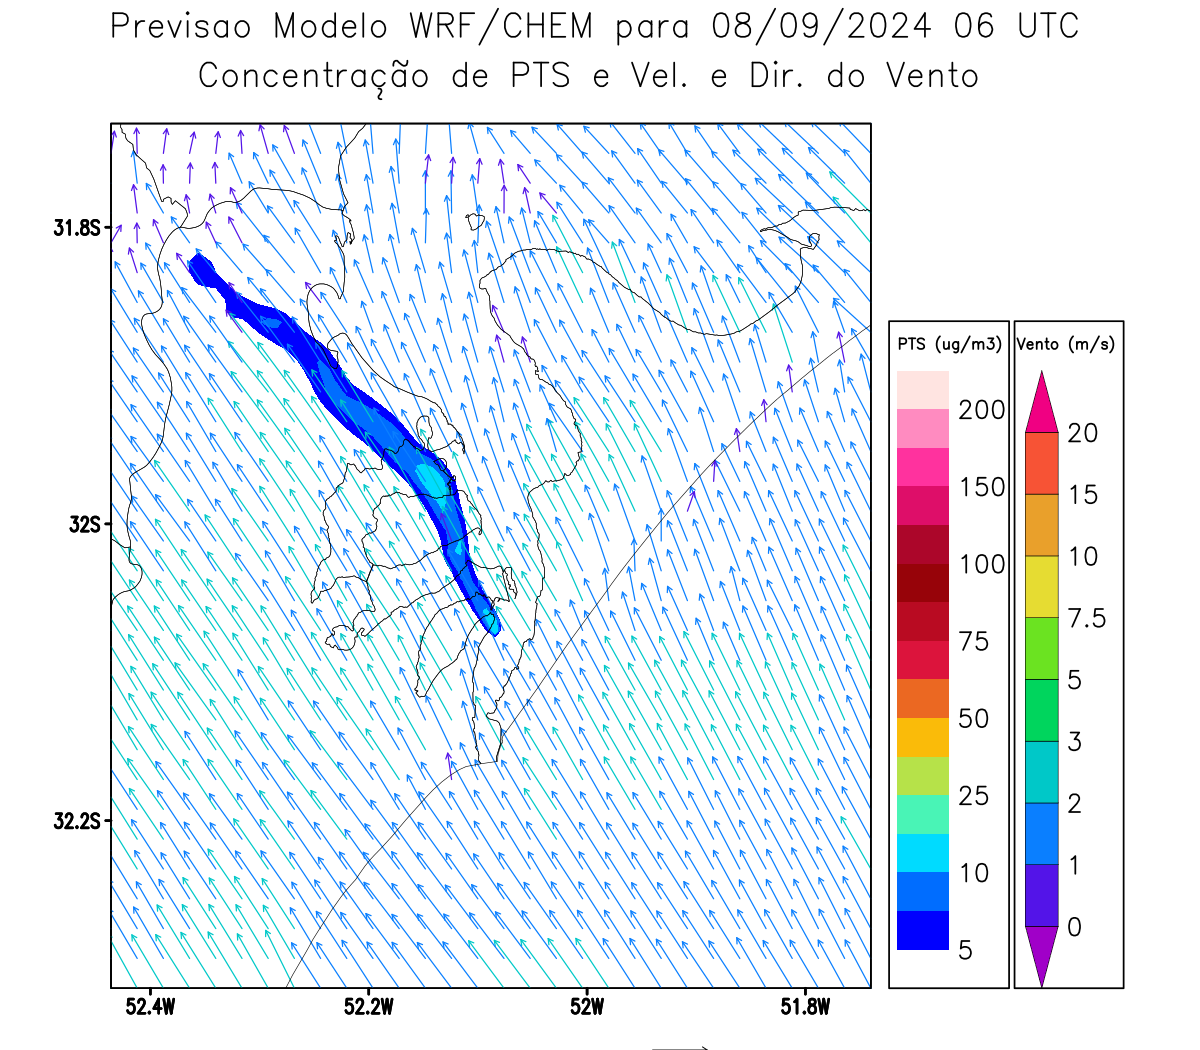 Previsao Modelo WRF/CHEM para 08/09/2024 06 UTC
Concentração de PTS e Vel. e Dir. do Vento
31.8S
32S
32.2S
52.4W
52.2W
52W
51.8W
PTS (ug/m3)
200
150
100
75
50
25
10
5
Vento (m/s)
20
15
10
7.5
5
3
2
1
0